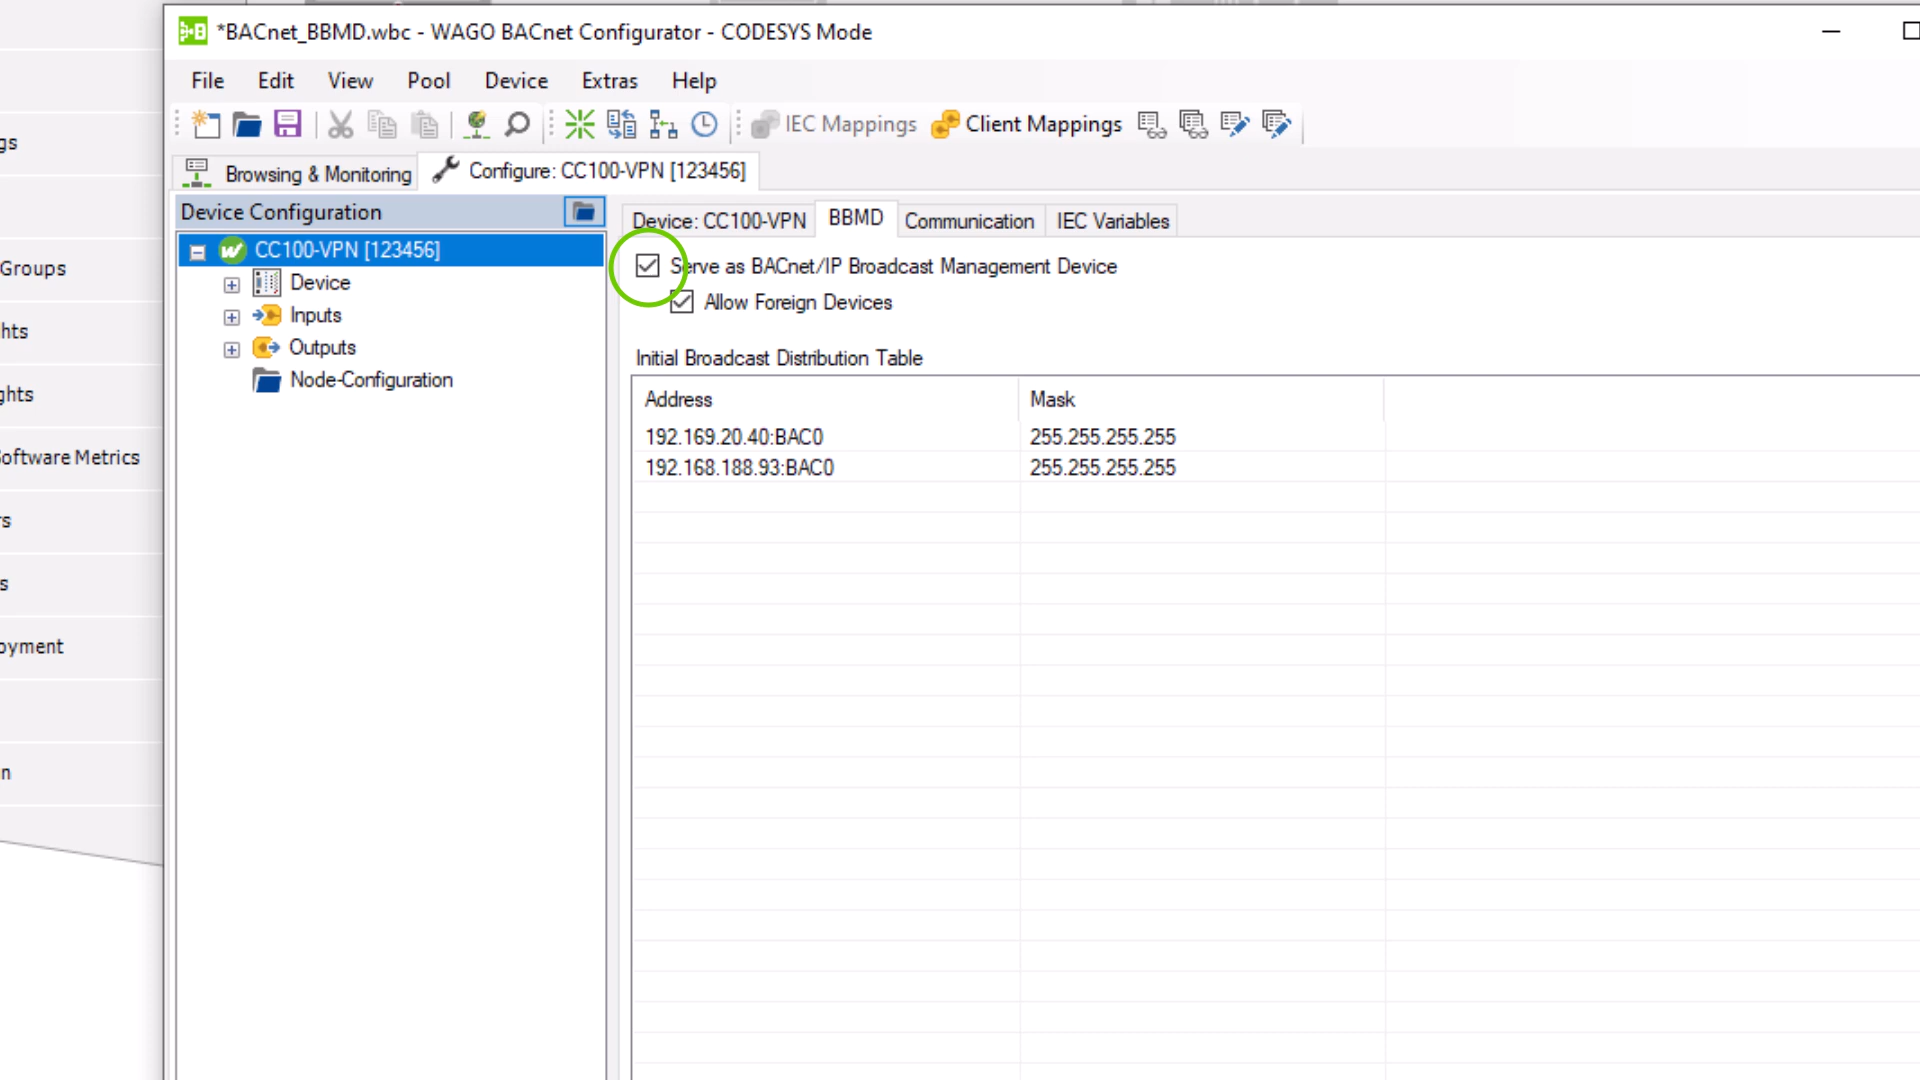 *BACnet_BBMD.wbc - WAGO BACnet Configurator - CODESYS Mode
File Edit View Pool Device Extras Help
IEC Mappings Client Mappings
Browsing & Monitoring Configure: CC100-VPN [123456]
Device Configuration
CC100-VPN [123456]
Device
Inputs
Outputs
Node-Configuration
Device: CC100-VPN BBMD Communication IEC Variables
Serve as BACnet/IP Broadcast Management Device
Allow Foreign Devices
Initial Broadcast Distribution Table
Address Mask
192.169.20.40:BAC0 255.255.255.255
192.168.188.93:BAC0 255.255.255.255
gs
Groups
hts
ghts
Software Metrics
rs
s
oyment
n